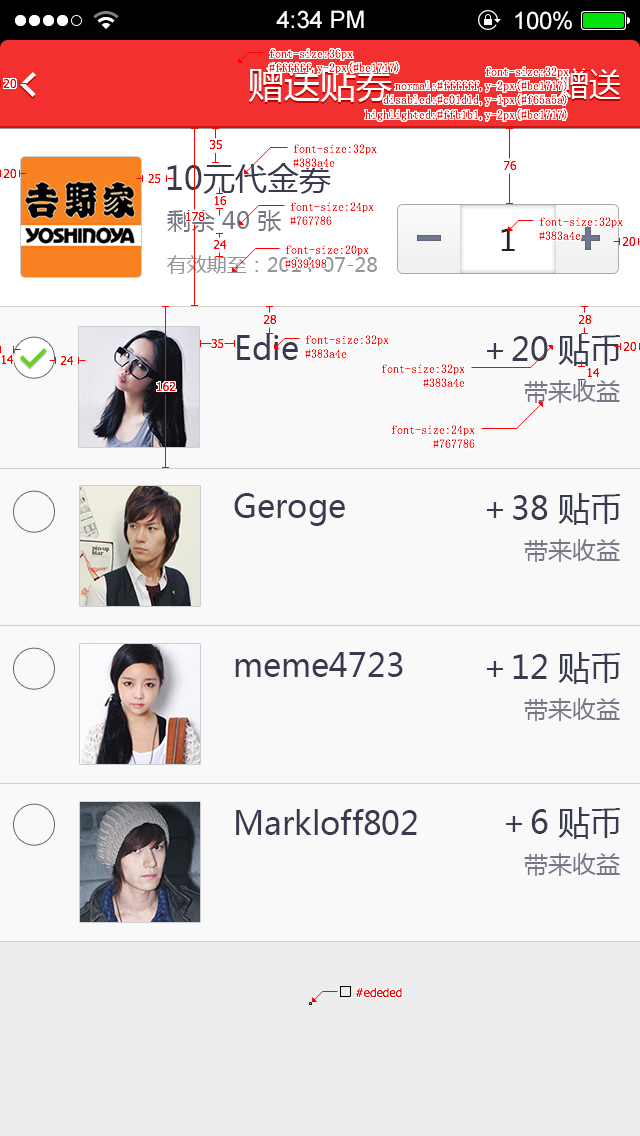 4:34 PM 100%
font-size:36px
#ffffff,y-2px(#be1717)
20
赠送贴券
赠送
font-size:32px
normal:#ffffff,y-2px(#be1717)
disabled:#c01d1d,y-1px(#f65a5a)
highlighted:#ffb1b1,y-2px(#be1717)
35
font-size:32px
#383a4e
76
20
吉野家
YOSHINOYA
25
10元代金券
16
178
font-size:24px
#767786
剩余 40 张
24
font-size:20px
#939498
有效期至：2014-07-28
1
font-size:32px
#383a4e
20
28
28
14
24
162
35
Edie
font-size:32px
#383a4e
+ 20 贴币
20
font-size:32px
#383a4e
14
带来收益
font-size:24px
#767786
Geroge
+ 38 贴币
带来收益
pin-up
meme4723
+ 12 贴币
带来收益
Markloff802
+ 6 贴币
带来收益
#ededed